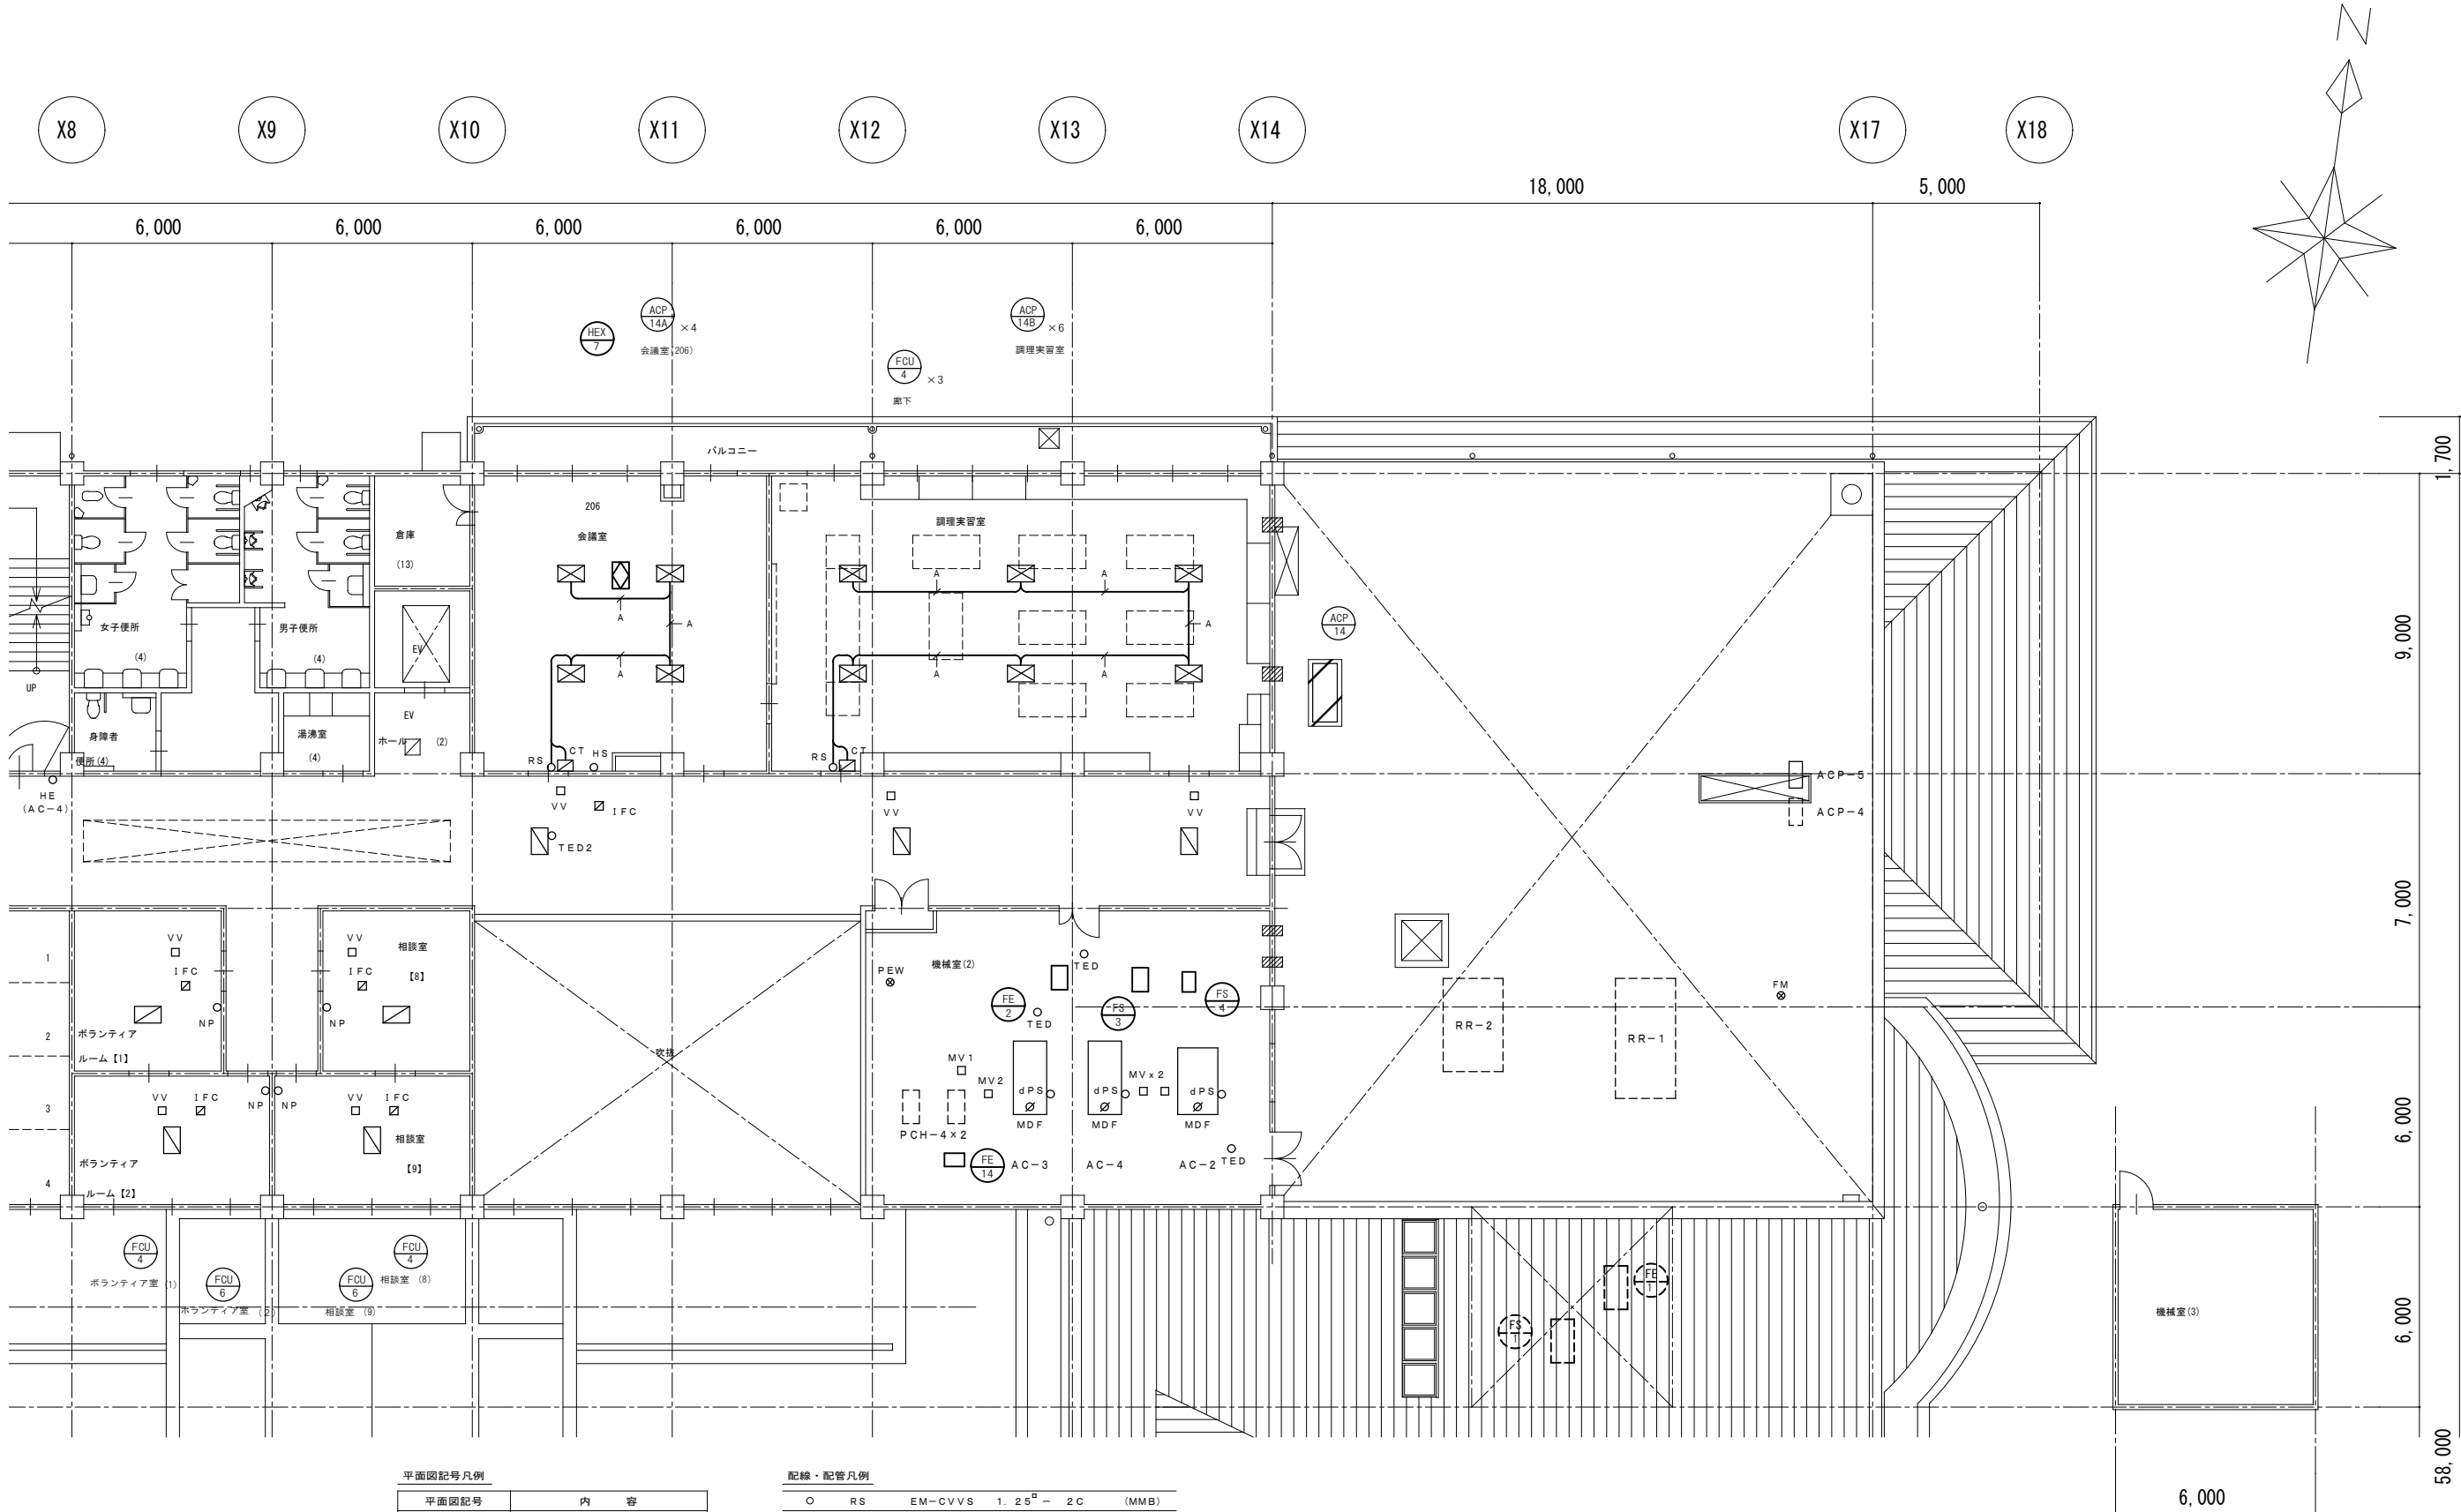 N
X8 X9 X10 X11 X12 X13 X14 X17 X18
18,000 5,000
6,000 6,000 6,000 6,000 6,000 6,000
HEX
7
ACP
14A ×4
会議室(206)
ACP
14B ×6
調理実習室
FCU
4 ×3
廊下
バルコニー
1,700
9,000
7,000
6,000
6,000
58,000
206
会議室
調理実習室
倉庫
(13)
女子便所
(4)
男子便所
(4)
EV
UP
EV
ホール (2)
湯沸室
(4)
身障者
便所(4)
A A A
A A A A A
ACP
14
RS CT HS
RS CT
HE
(AC-4)
VV IFC
TED2
VV VV
ACP-5
ACP-4
1
2
3
4
VV
IFC
NP
ボランティア
ルーム【1】
VV
IFC
NP
相談室
【8】
VV IFC NP
ボランティア
ルーム【2】
NP VV IFC
相談室
【9】
吹抜
PEW
機械室(2)
TED
FE
2
TED
FS
3
FS
4
MV1
MV2
dPS dPS MV×2 dPS
MDF MDF MDF
PCH-4×2
FE
14
AC-3 AC-4 AC-2 TED
RR-2
RR-1
FM
FCU
4
ボランティア室 (1)
FCU
6
ボランティア室 (2)
FCU
6
相談室 (9)
FCU
4
相談室 (8)
FS
1
FE
1
機械室(3)
6,000
平面図記号凡例
平面図記号 内 容
配線・配管凡例
○ RS EM-CVVS 1.25□- 2C (MMB)